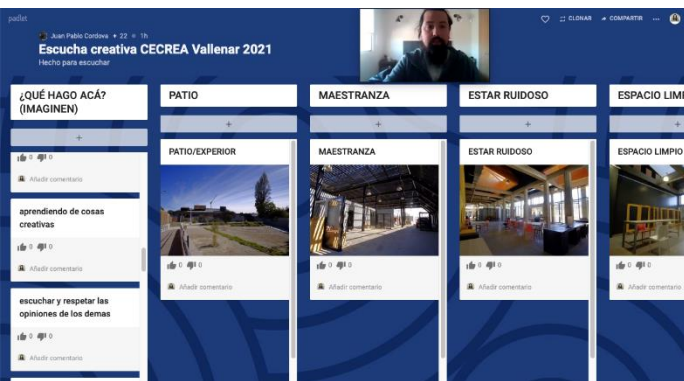 padlet
Juan Pablo Cordova + 22 • 1h
Escucha creativa CECREA Vallenar 2021
Hecho para escuchar
CLONAR
COMPARTIR
¿QUÉ HAGO ACÁ?
(IMAGINEN)
0 0
Añadir comentario
aprendiendo de cosas
creativas
0 0
Añadir comentario
escuchar y respetar las
opiniones de los demas
0 0
Añadir comentario
PATIO
PATIO/EXPERIOR
0 0
Añadir comentario
MAESTRANZA
MAESTRANZA
0 0
Añadir comentario
ESTAR RUIDOSO
ESTAR RUIDOSO
0 0
Añadir comentario
ESPACIO LIMP
ESPACIO LIMPIO
0 0
Añadir comentario